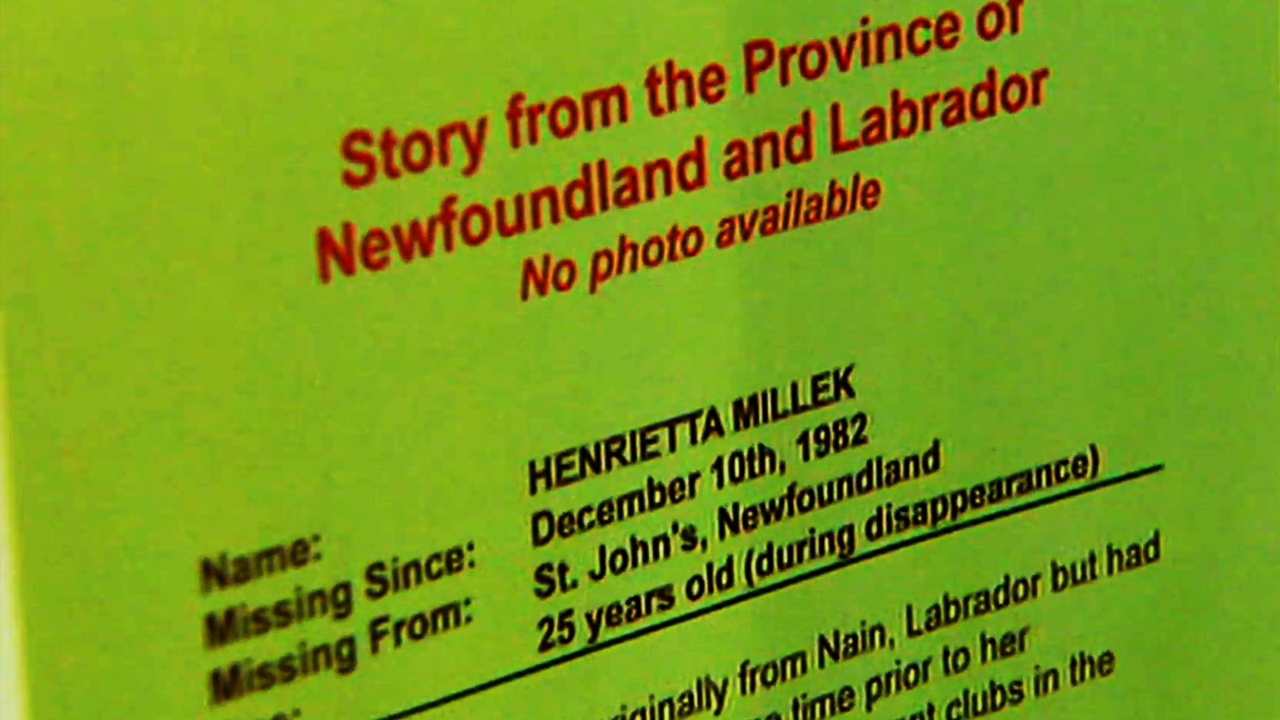 Story from the Province of
Newfoundland and Labrador
No photo available
Name: HENRIETTA MILLEK
Missing Since: December 10th, 1982
Missing From: St. John's, Newfoundland
25 years old (during disappearance)
originally from Nain, Labrador but had
time prior to her
clubs in the